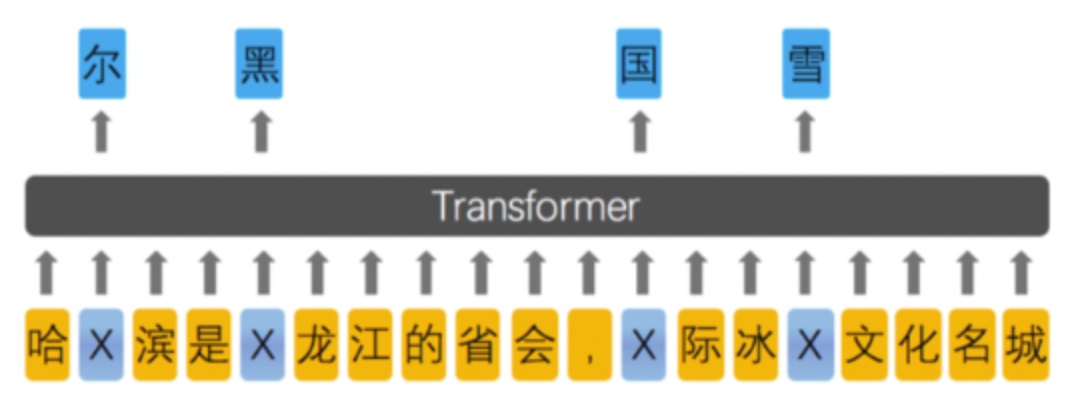 尔 黑 国 雪
Transformer
哈 X 滨 是 X 龙 江 的 省 会 , X 际 冰 X 文 化 名 城